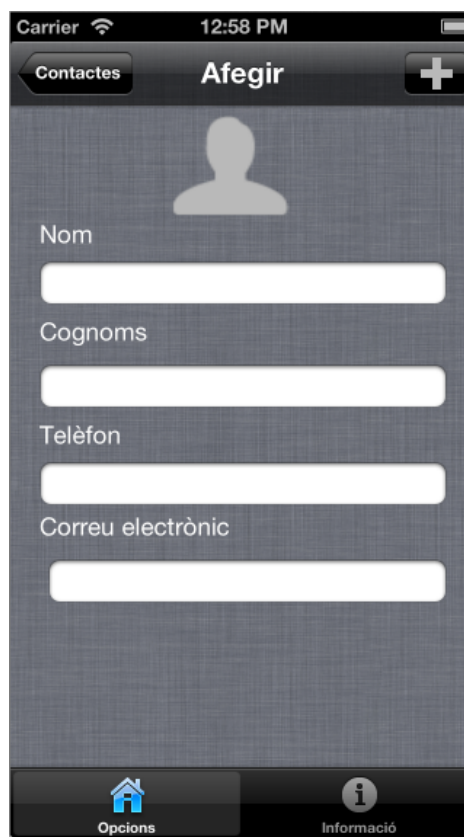 Carrier 12:58 PM
Contactes Afegir
Nom
Cognoms
Telèfon
Correu electrònic
Opcions Informació